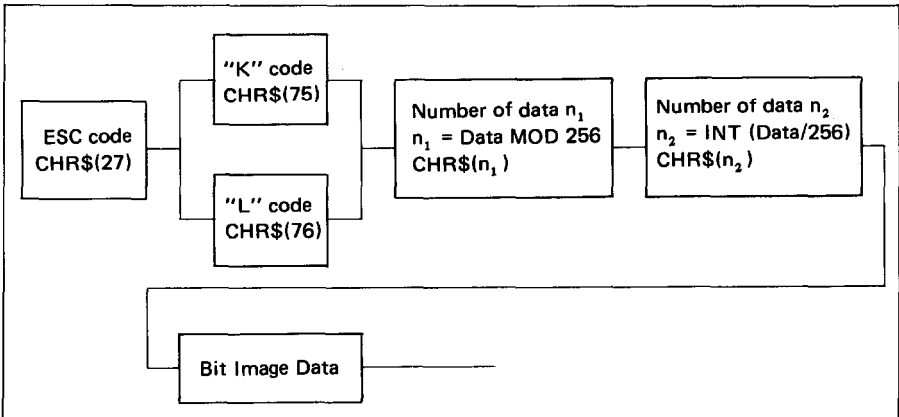 ESC code
CHR$(27)
"K" code
CHR$(75)
"L" code
CHR$(76)
Number of data n₁
n₁ = Data MOD 256
CHR$(n₁)
Number of data n₂
n₂ = INT (Data/256)
CHR$(n₂)
Bit Image Data